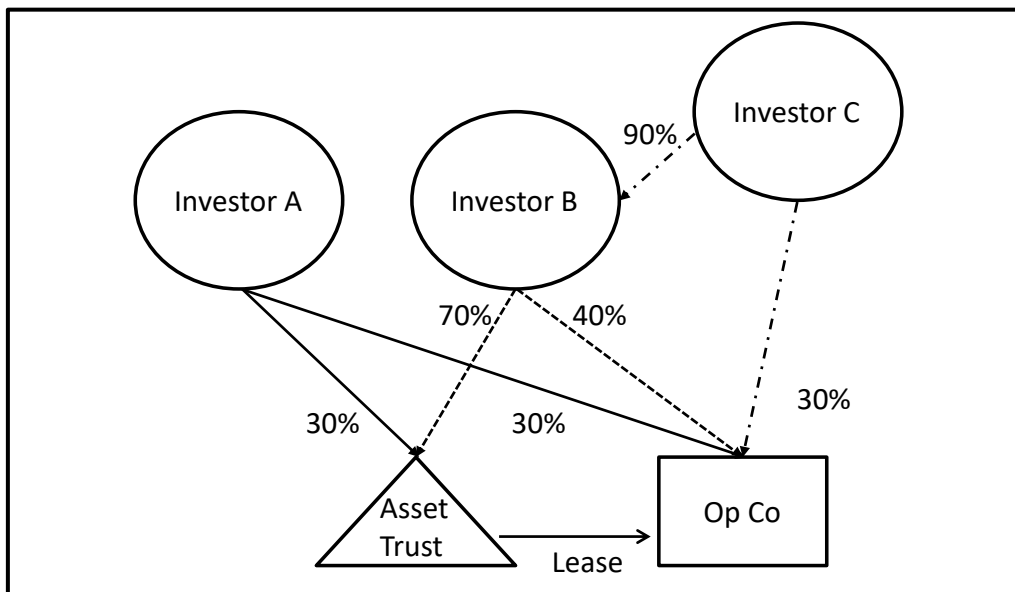 Investor C
90%
Investor A
Investor B
70%
40%
30%
30%
30%
Asset
Trust
Op Co
Lease